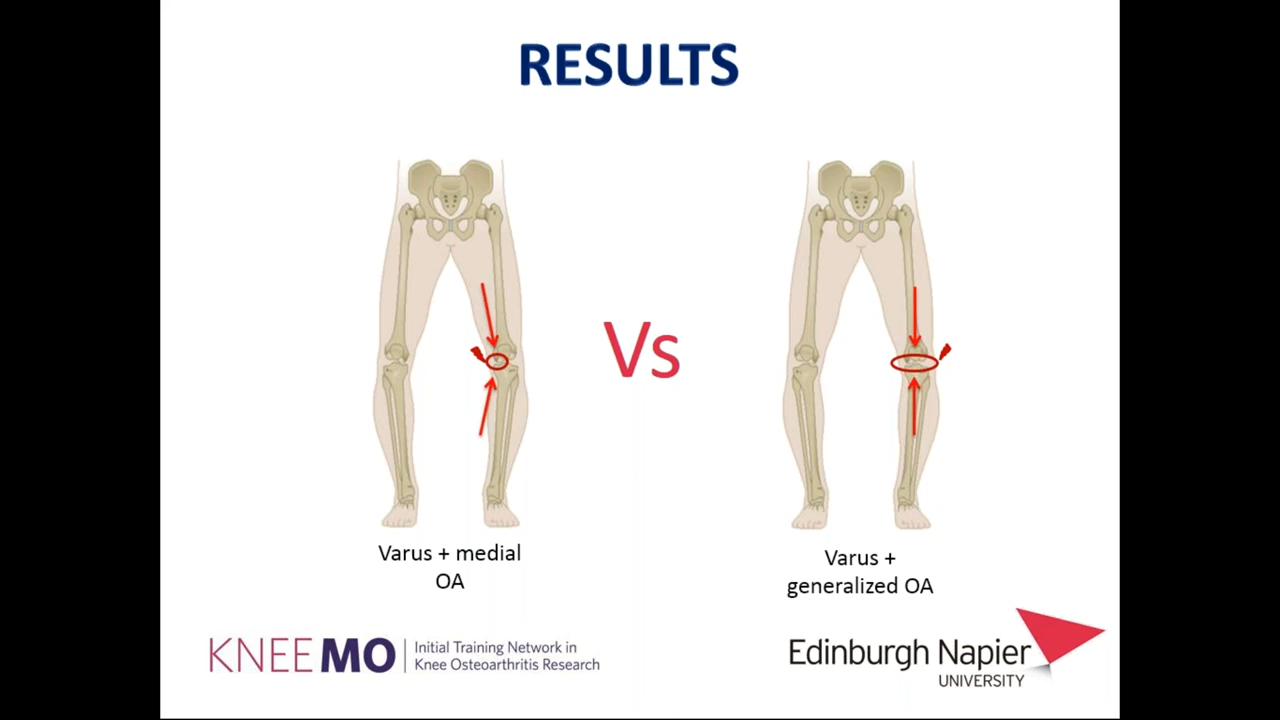 RESULTS
Vs
Varus + medial
OA
Varus +
generalized OA
KNEEMO
Initial Training Network in
Knee Osteoarthritis Research
Edinburgh Napier
UNIVERSITY